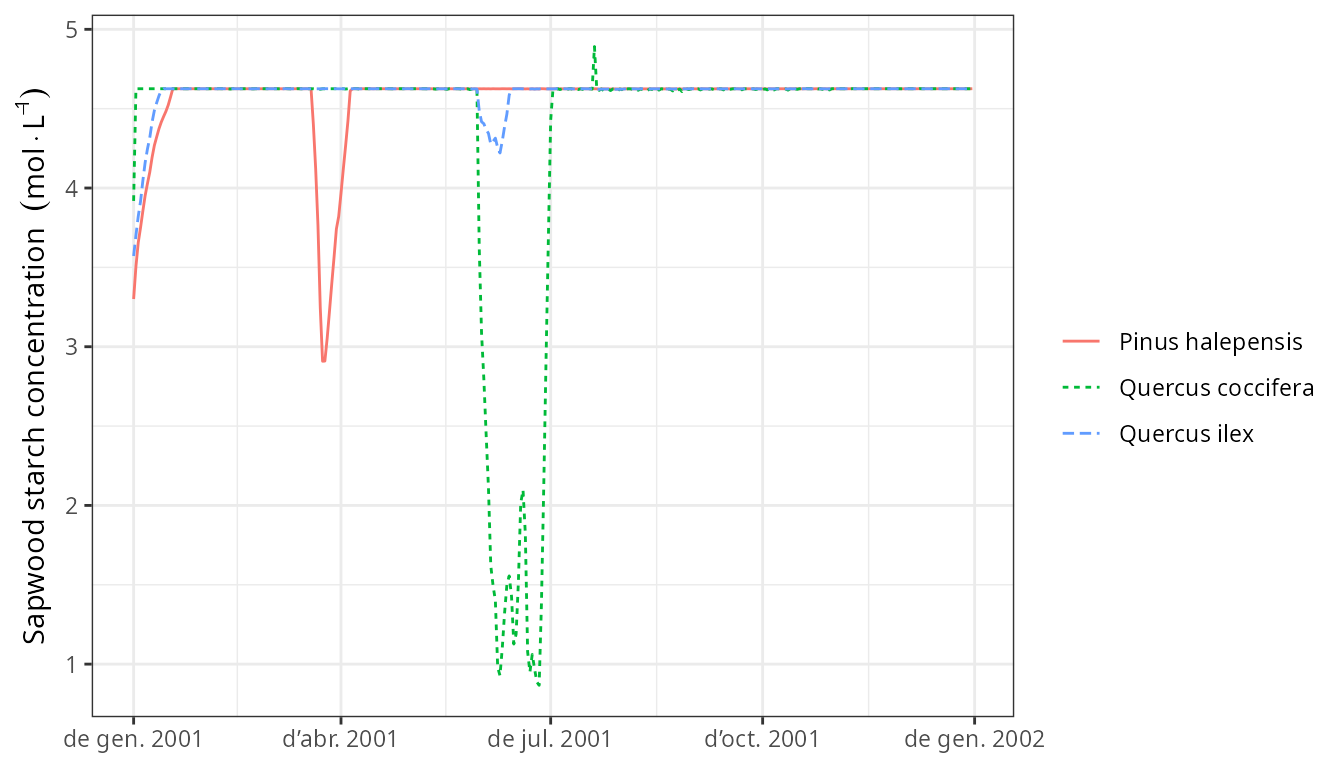 Sapwood starch concentration (mol · L⁻¹)
5
4
3
2
1
de gen. 2001
d’abr. 2001
de jul. 2001
d’oct. 2001
de gen. 2002
Pinus halepensis
Quercus coccifera
Quercus ilex